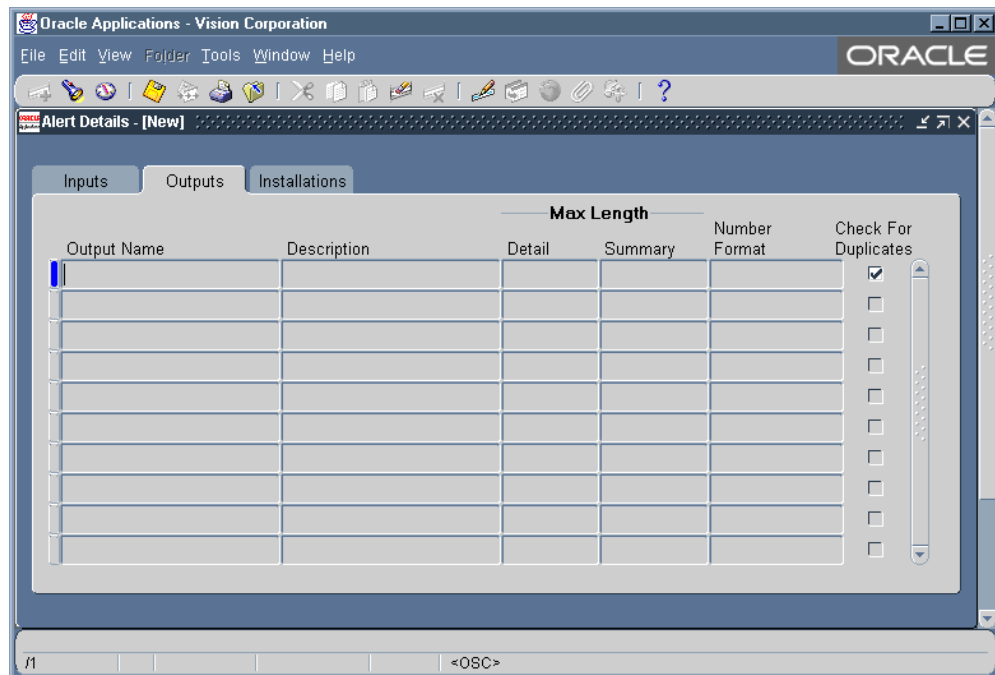 Oracle Applications - Vision Corporation
File Edit View Folder Tools Window Help
ORACLE
?
Alert Details - [New]
Inputs Outputs Installations
Max Length
Number Check For
Output Name Description Detail Summary Format Duplicates
/1 <OSC>